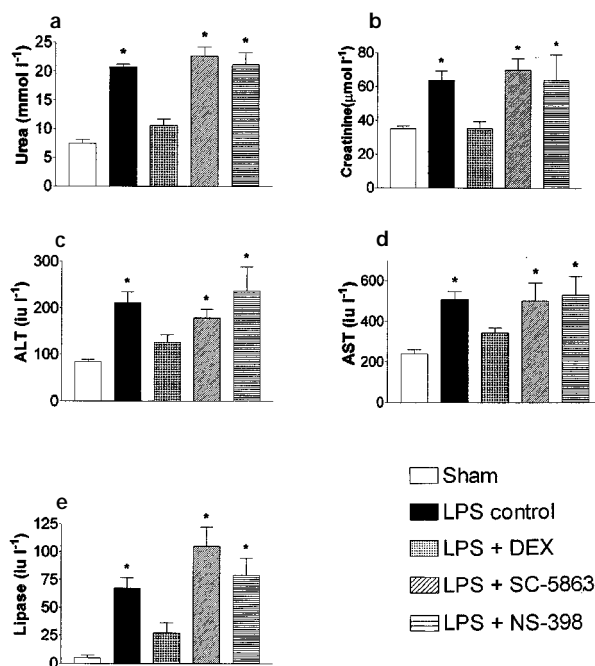 a
Urea (mmol l-1)
25
20
15
10
5
0
*
*
*
b
Creatinine(μmol l-1)
80
60
40
20
0
*
*
*
c
ALT (iu l-1)
300
200
100
0
*
*
*
d
AST (iu l-1)
600
400
200
0
*
*
*
e
Lipase (iu l-1)
125
100
75
50
25
0
*
*
*
Sham
LPS control
LPS + DEX
LPS + SC-5863
LPS + NS-398